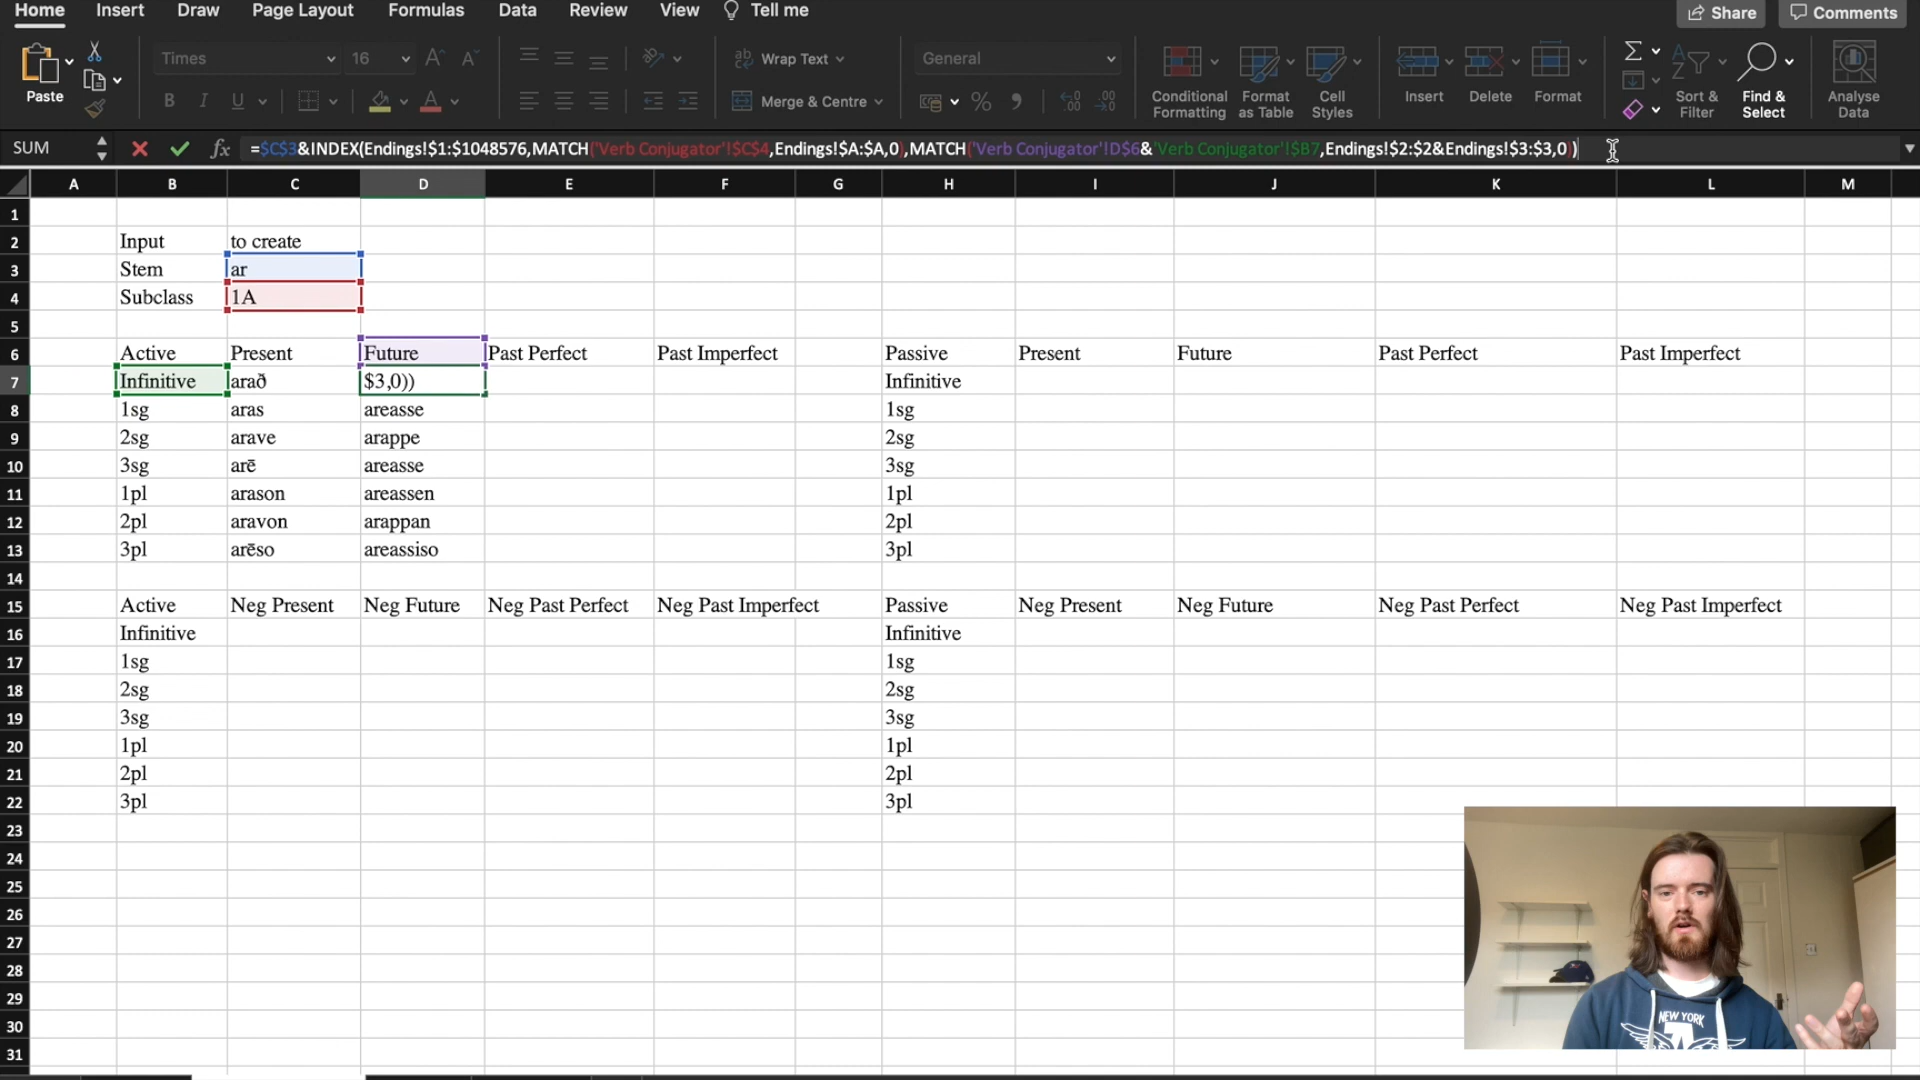 Home Insert Draw Page Layout Formulas Data Review View Tell me Share Comments
Times 16 Wrap Text General
Paste Merge & Centre Conditional Formatting Format as Table Cell Styles Insert Delete Format Sort & Filter Find & Select Analyse Data
SUM fx =$C$3&INDEX(Endings!$1:$1048576,MATCH('Verb Conjugator'!$C$4,Endings!$A:$A,0),MATCH('Verb Conjugator'!D$6&'Verb Conjugator'!$B7,Endings!$2:$2&Endings!$3:$3,0))
A B C D E F G H I J K L M
1
2 Input to create
3 Stem ar
4 Subclass 1A
5
6 Active Present Future Past Perfect Past Imperfect Passive Present Future Past Perfect Past Imperfect
7 Infinitive arað $3,0)) Infinitive
8 1sg aras areasse 1sg
9 2sg arave arappe 2sg
10 3sg arē areasse 3sg
11 1pl arason areassen 1pl
12 2pl aravon arappan 2pl
13 3pl arēso areassiso 3pl
14
15 Active Neg Present Neg Future Neg Past Perfect Neg Past Imperfect Passive Neg Present Neg Future Neg Past Perfect Neg Past Imperfect
16 Infinitive Infinitive
17 1sg 1sg
18 2sg 2sg
19 3sg 3sg
20 1pl 1pl
21 2pl 2pl
22 3pl 3pl
23
24
25
26
27
28
29
30
31
NEW YORK